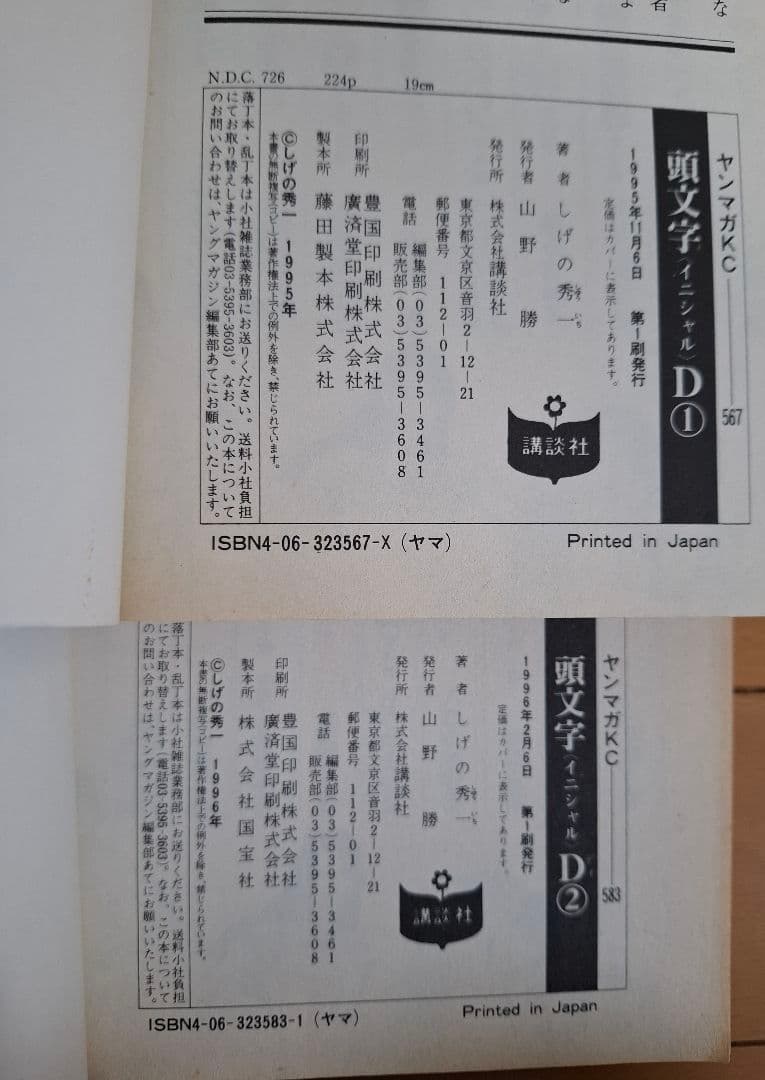 N.D.C. 726 224p 19cm
ヤンマガKC 567
頭文字〈イニシャル〉D①
1995年11月6日 第1刷発行
定価はカバーに表示してあります。
著者 しげの秀一
発行者 山野 勝
発行所 株式会社講談社
東京都文京区音羽2-12-21
郵便番号 112-01
電話 編集部(03)5395-3461
販売部(03)5395-3608
印刷所 豊国印刷株式会社
廣済堂印刷株式会社
製本所 藤田製本株式会社
©しげの秀一 1995年
本書の無断複写(コピー)は著作権法上での例外を除き、禁じられています。
落丁本・乱丁本は小社雑誌業務部にお送りください。送料小社負担
にてお取り替えします(電話03-5395-3603)。なお、この本について
のお問い合わせは、ヤングマガジン編集部あてにお願いいたします。
講談社
ISBN4-06-323567-X (ヤマ)
Printed in Japan
ヤンマガKC 583
頭文字〈イニシャル〉D②
1996年2月6日 第1刷発行
定価はカバーに表示してあります。
著者 しげの秀一
発行者 山野 勝
発行所 株式会社講談社
東京都文京区音羽2-12-21
郵便番号 112-01
電話 編集部(03)5395-3461
販売部(03)5395-3608
印刷所 豊国印刷株式会社
廣済堂印刷株式会社
製本所 株式会社国宝社
©しげの秀一 1996年
本書の無断複写(コピー)は著作権法上での例外を除き、禁じられています。
落丁本・乱丁本は小社雑誌業務部にお送りください。送料小社負担
にてお取り替えします(電話03-5395-3603)。なお、この本について
のお問い合わせは、ヤングマガジン編集部あてにお願いいたします。
講談社
ISBN4-06-323583-1 (ヤマ)
Printed in Japan